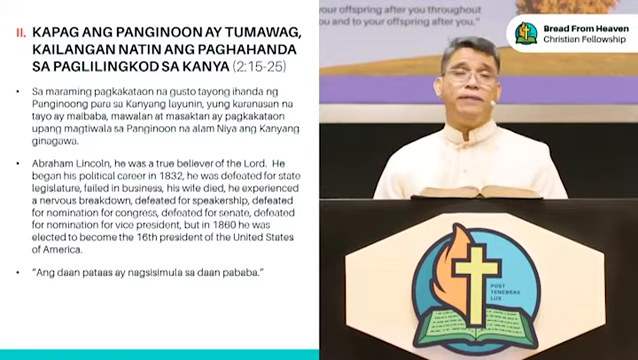 II. KAPAG ANG PANGINOON AY TUMAWAG,
KAILANGAN NATIN ANG PAGHAHANDA
SA PAGLILINGKOD SA KANYA (2:15-25)
• Sa maraming pagkakataon na gusto tayong ihanda ng
Panginoong para sa Kanyang layunin, yung karanasan na
tayo ay maibaba, mawalan at masaktan ay pagkakataon
upang magtiwala sa Panginoon na alam Niya ang Kanyang
ginagawa.
• Abraham Lincoln, he was a true believer of the Lord. He
began his political career in 1832, he was defeated for state
legislature, failed in business, his wife died, he experienced
a nervous breakdown, defeated for speakership, defeated
for nomination for congress, defeated for senate, defeated
for nomination for vice president, but in 1860 he was
elected to become the 16th president of the United States
of America.
• "Ang daan pataas ay nagsisimula sa daan pababa."
your offspring after you throughout
you and to your offspring after you."
Bread From Heaven
Christian Fellowship
POST
TENEBRAS
LUX